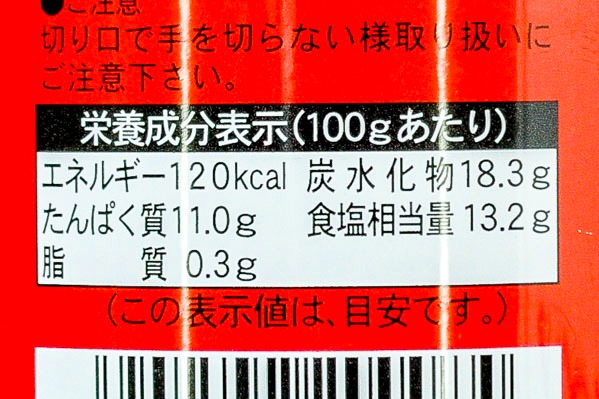 ●ご注意
切り口で手を切らない様取り扱いに
ご注意下さい。
栄養成分表示(100gあたり)
エネルギー120kcal 炭水化物18.3g
たんぱく質11.0g 食塩相当量13.2g
脂質 0.3g
(この表示値は、目安です。)